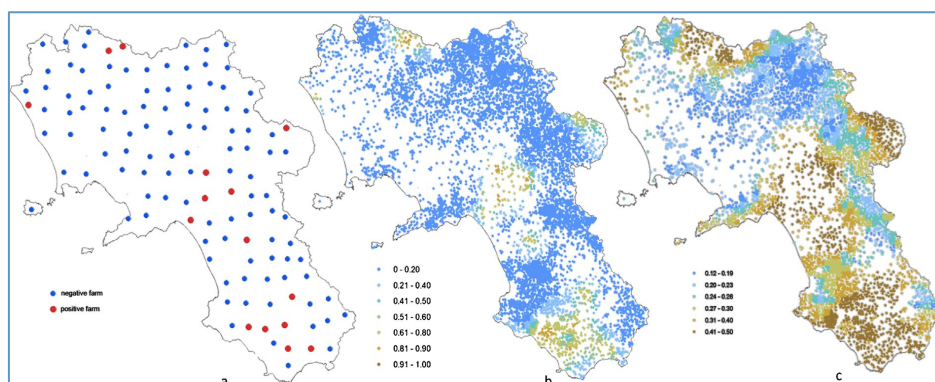 negative farm
positive farm
a
0 - 0.20
0.21 - 0.40
0.41 - 0.50
0.51 - 0.60
0.61 - 0.80
0.81 - 0.90
0.91 - 1.00
b
0.12 - 0.19
0.20 - 0.23
0.24 - 0.26
0.27 - 0.30
0.31 - 0.40
0.41 - 0.50
c